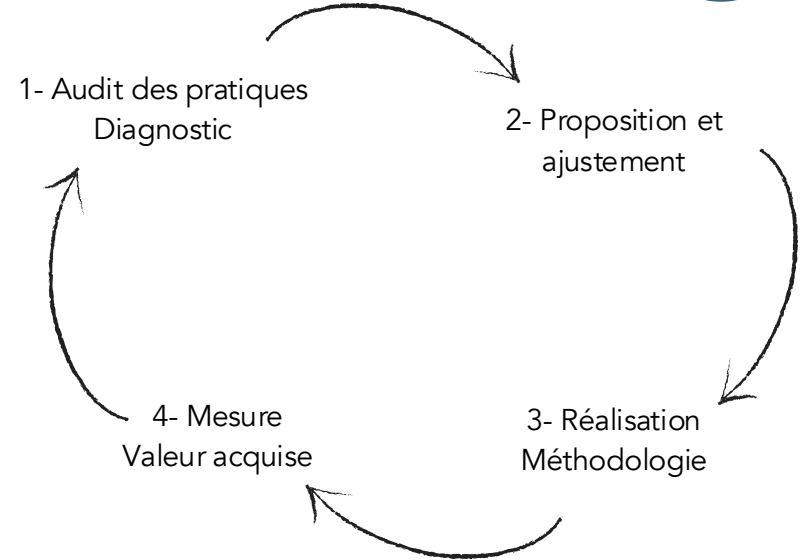 1- Audit des pratiques
Diagnostic
2- Proposition et
ajustement
3- Réalisation
Méthodologie
4- Mesure
Valeur acquise